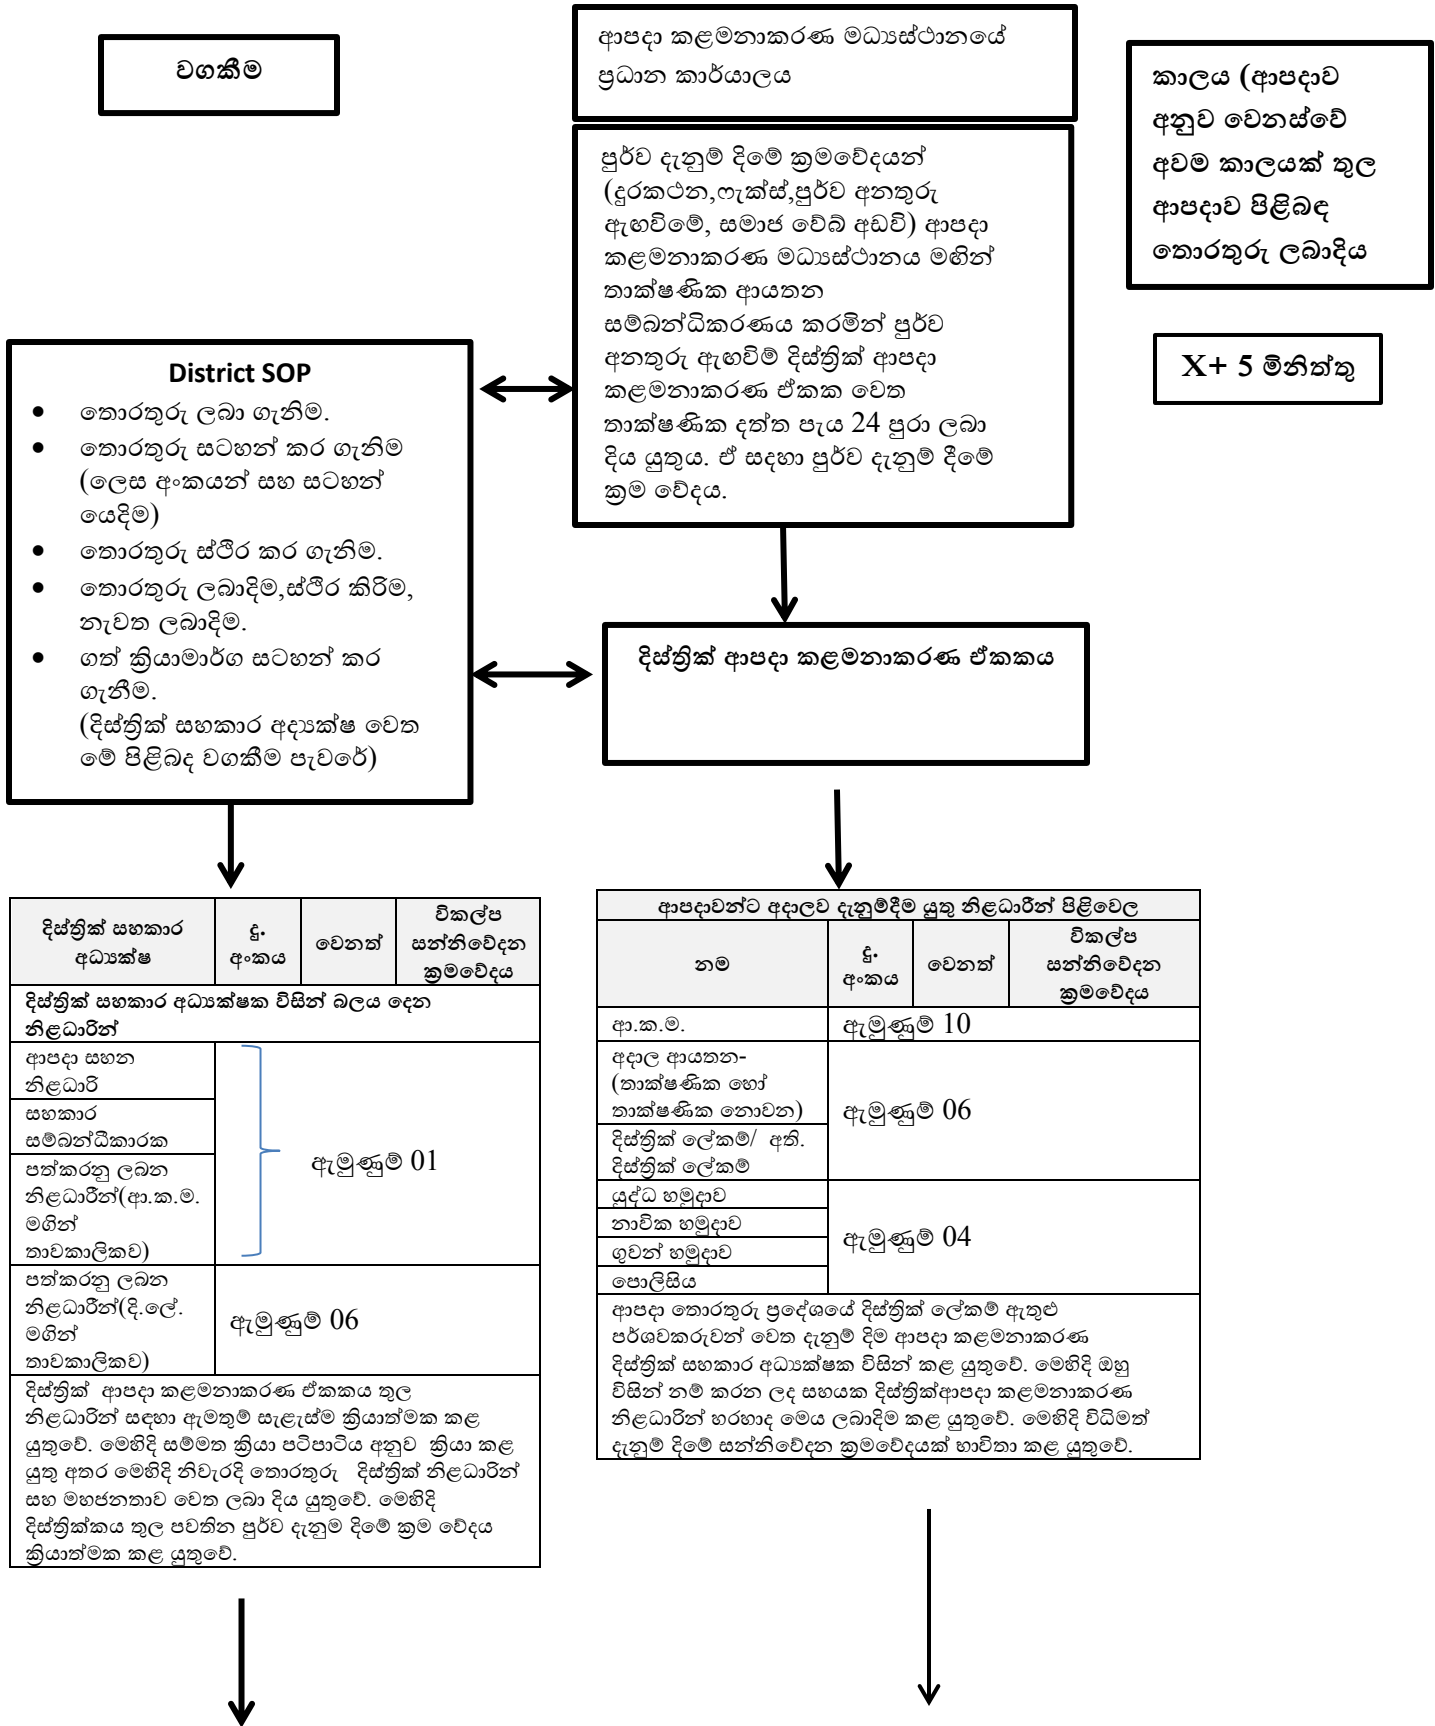 වගකීම
ආපදා කළමනාකරණ මධ්‍යස්ථානයේ
ප්‍රධාන කාර්යාලය
කාලය (ආපදාව
අනුව වෙනස්වේ
අවම කාලයක් තුල
ආපදාව පිළිබඳ
තොරතුරු ලබාදිය
පුර්ව දැනුම් දිමේ ක්‍රමවේදයන්
(දුරකථන,ෆැක්ස්,පුර්ව අනතුරු
ඇඟවිමේ, සමාජ වේබ් අඩවි) ආපදා
කළමනාකරණ මධ්‍යස්ථානය මඟින්
තාක්ෂණික ආයතන
සම්බන්ධිකරණය කරමින් පුර්ව
අනතුරු ඇඟවිම් දිස්ත්‍රික් ආපදා
කළමනාකරණ ඒකක වෙත
තාක්ෂණික දත්ත පැය 24 පුරා ලබා
දිය යුතුය. ඒ සදහා පුර්ව දැනුම් දීමේ
ක්‍රම වේදය.
X+ 5 මිනිත්තු
District SOP
• තොරතුරු ලබා ගැනිම.
• තොරතුරු සටහන් කර ගැනිම
(ලෙස අංකයන් සහ සටහන්
යෙදිම)
• තොරතුරු ස්ථිර කර ගැනිම.
• තොරතුරු ලබාදිම,ස්ථිර කිරිම,
නැවත ලබාදිම.
• ගත් ක්‍රියාමාර්ග සටහන් කර
ගැනීම.
(දිස්ත්‍රික් සහකාර අද්‍යක්ෂ වෙත
මේ පිළිබද වගකීම පැවරේ)
දිස්ත්‍රික් ආපදා කළමනාකරණ ඒකකය
දිස්ත්‍රික් සහකාර
අධ්‍යක්ෂ
දු.
අංකය
වෙනත්
විකල්ප
සන්නිවේදන
ක්‍රමවේදය
දිස්ත්‍රික් සහකාර අධ්‍යක්ෂක විසින් බලය දෙන
නිළධාරින්
ආපදා සහන
නිළධාරි
සහකාර
සම්බන්ධීකාරක
පත්කරනු ලබන
නිළධාරීන්(ආ.ක.ම.
මගින්
තාවකාලිකව)
ඇමුණුම් 01
පත්කරනු ලබන
නිළධාරීන්(දි.ලේ.
මගින්
තාවකාලිකව)
ඇමුණුම් 06
දිස්ත්‍රික් ආපදා කළමනාකරණ ඒකකය තුල
නිළධාරින් සඳහා ඇමතුම් සැළැස්ම ක්‍රියාත්මක කළ
යුතුවේ. මෙහිදි සම්මත ක්‍රියා පටිපාටිය අනුව ක්‍රියා කළ
යුතු අතර මෙහිදි නිවැරදි තොරතුරු දිස්ත්‍රික් නිළධාරින්
සහ මහජනතාව වෙත ලබා දිය යුතුවේ. මෙහිදි
දිස්ත්‍රික්කය තුල පවතින පුර්ව දැනුම දිමේ ක්‍රම වේදය
ක්‍රියාත්මක කළ යුතුවේ.
ආපදාවන්ට අදාලව දැනුම්දීම යුතු නිළධාරීන් පිළිවෙල
නම
දු.
අංකය
වෙනත්
විකල්ප
සන්නිවේදන
ක්‍රමවේදය
ආ.ක.ම.
ඇමුණුම් 10
අදාල ආයතන-
(තාක්ෂණික හෝ
තාක්ෂණික නොවන)
දිස්ත්‍රික් ලේකම්/ අති.
දිස්ත්‍රික් ලේකම්
ඇමුණුම් 06
යුද්ධ හමුදාව
නාවික හමුදාව
ගුවන් හමුදාව
පොලිසිය
ඇමුණුම් 04
ආපදා තොරතුරු ප්‍රදේශයේ දිස්ත්‍රික් ලේකම් ඇතුළු
පර්ශවකරුවන් වෙත දැනුම් දිම ආපදා කළමනාකරණ
දිස්ත්‍රික් සහකාර අධ්‍යක්ෂක විසින් කළ යුතුවේ. මෙහිදි ඔහු
විසින් නම් කරන ලද සහයක දිස්ත්‍රික්ආපදා කළමනාකරණ
නිළධාරින් හරහාද මෙය ලබාදිම කළ යුතුවේ. මෙහිදි විධිමත්
දැනුම් දිමේ සන්නිවේදන ක්‍රමවේදයක් භාවිතා කළ යුතුවේ.